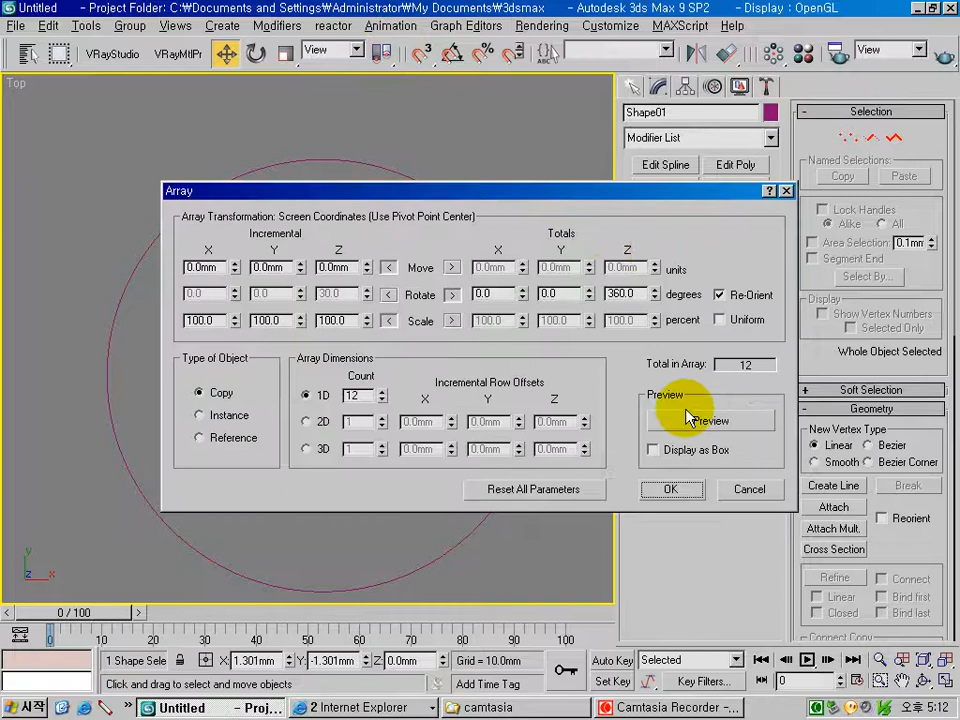 Untitled - Project Folder: C:₩Documents and Settings₩Administrator₩My Documents₩3dsmax - Autodesk 3ds Max 9 SP2 - Display : OpenGL
File Edit Tools Group Views Create Modifiers reactor Animation Graph Editors Rendering Customize MAXScript Help
VRayStudio VRayMtlPr View 3 % ABC View
Top
Shape01
Modifier List
Edit Spline Edit Poly
Selection
Named Selections:
Copy Paste
Lock Handles
Alike All
Area Selection: 0.1mm
Segment End
Select By...
Display
Show Vertex Numbers
Selected Only
Whole Object Selected
Soft Selection
Geometry
New Vertex Type
Linear Bezier
Smooth Bezier Corner
Create Line Break
Attach
Reorient
Attach Mult.
Cross Section
Refine Connect
Linear Bind first
Closed Bind last
Connect Copy
Array
Array Transformation: Screen Coordinates (Use Pivot Point Center)
Incremental Totals
X Y Z X Y Z
0.0mm 0.0mm 0.0mm < Move > 0.0mm 0.0mm 0.0mm units
0.0 0.0 30.0 < Rotate > 0.0 0.0 360.0 degrees Re-Orient
100.0 100.0 100.0 < Scale > 100.0 100.0 100.0 percent Uniform
Type of Object
Copy
Instance
Reference
Array Dimensions
Count
Incremental Row Offsets
X Y Z
1D 12
2D 1 0.0mm 0.0mm 0.0mm
3D 1 0.0mm 0.0mm 0.0mm
Total in Array: 12
Preview
Preview
Display as Box
Reset All Parameters OK Cancel
y
z x
< 0 / 100 >
0 10 20 30 40 50 60 70 80 90 100
1 Shape Sele X: 1.301mm Y: -1.301mm Z: 0.0mm Grid = 10.0mm Auto Key Selected
Click and drag to select and move objects Add Time Tag Set Key Key Filters... 0
시작 Untitled - Proj... 2 Internet Explorer camtasia Camtasia Recorder -... 오후 5:12